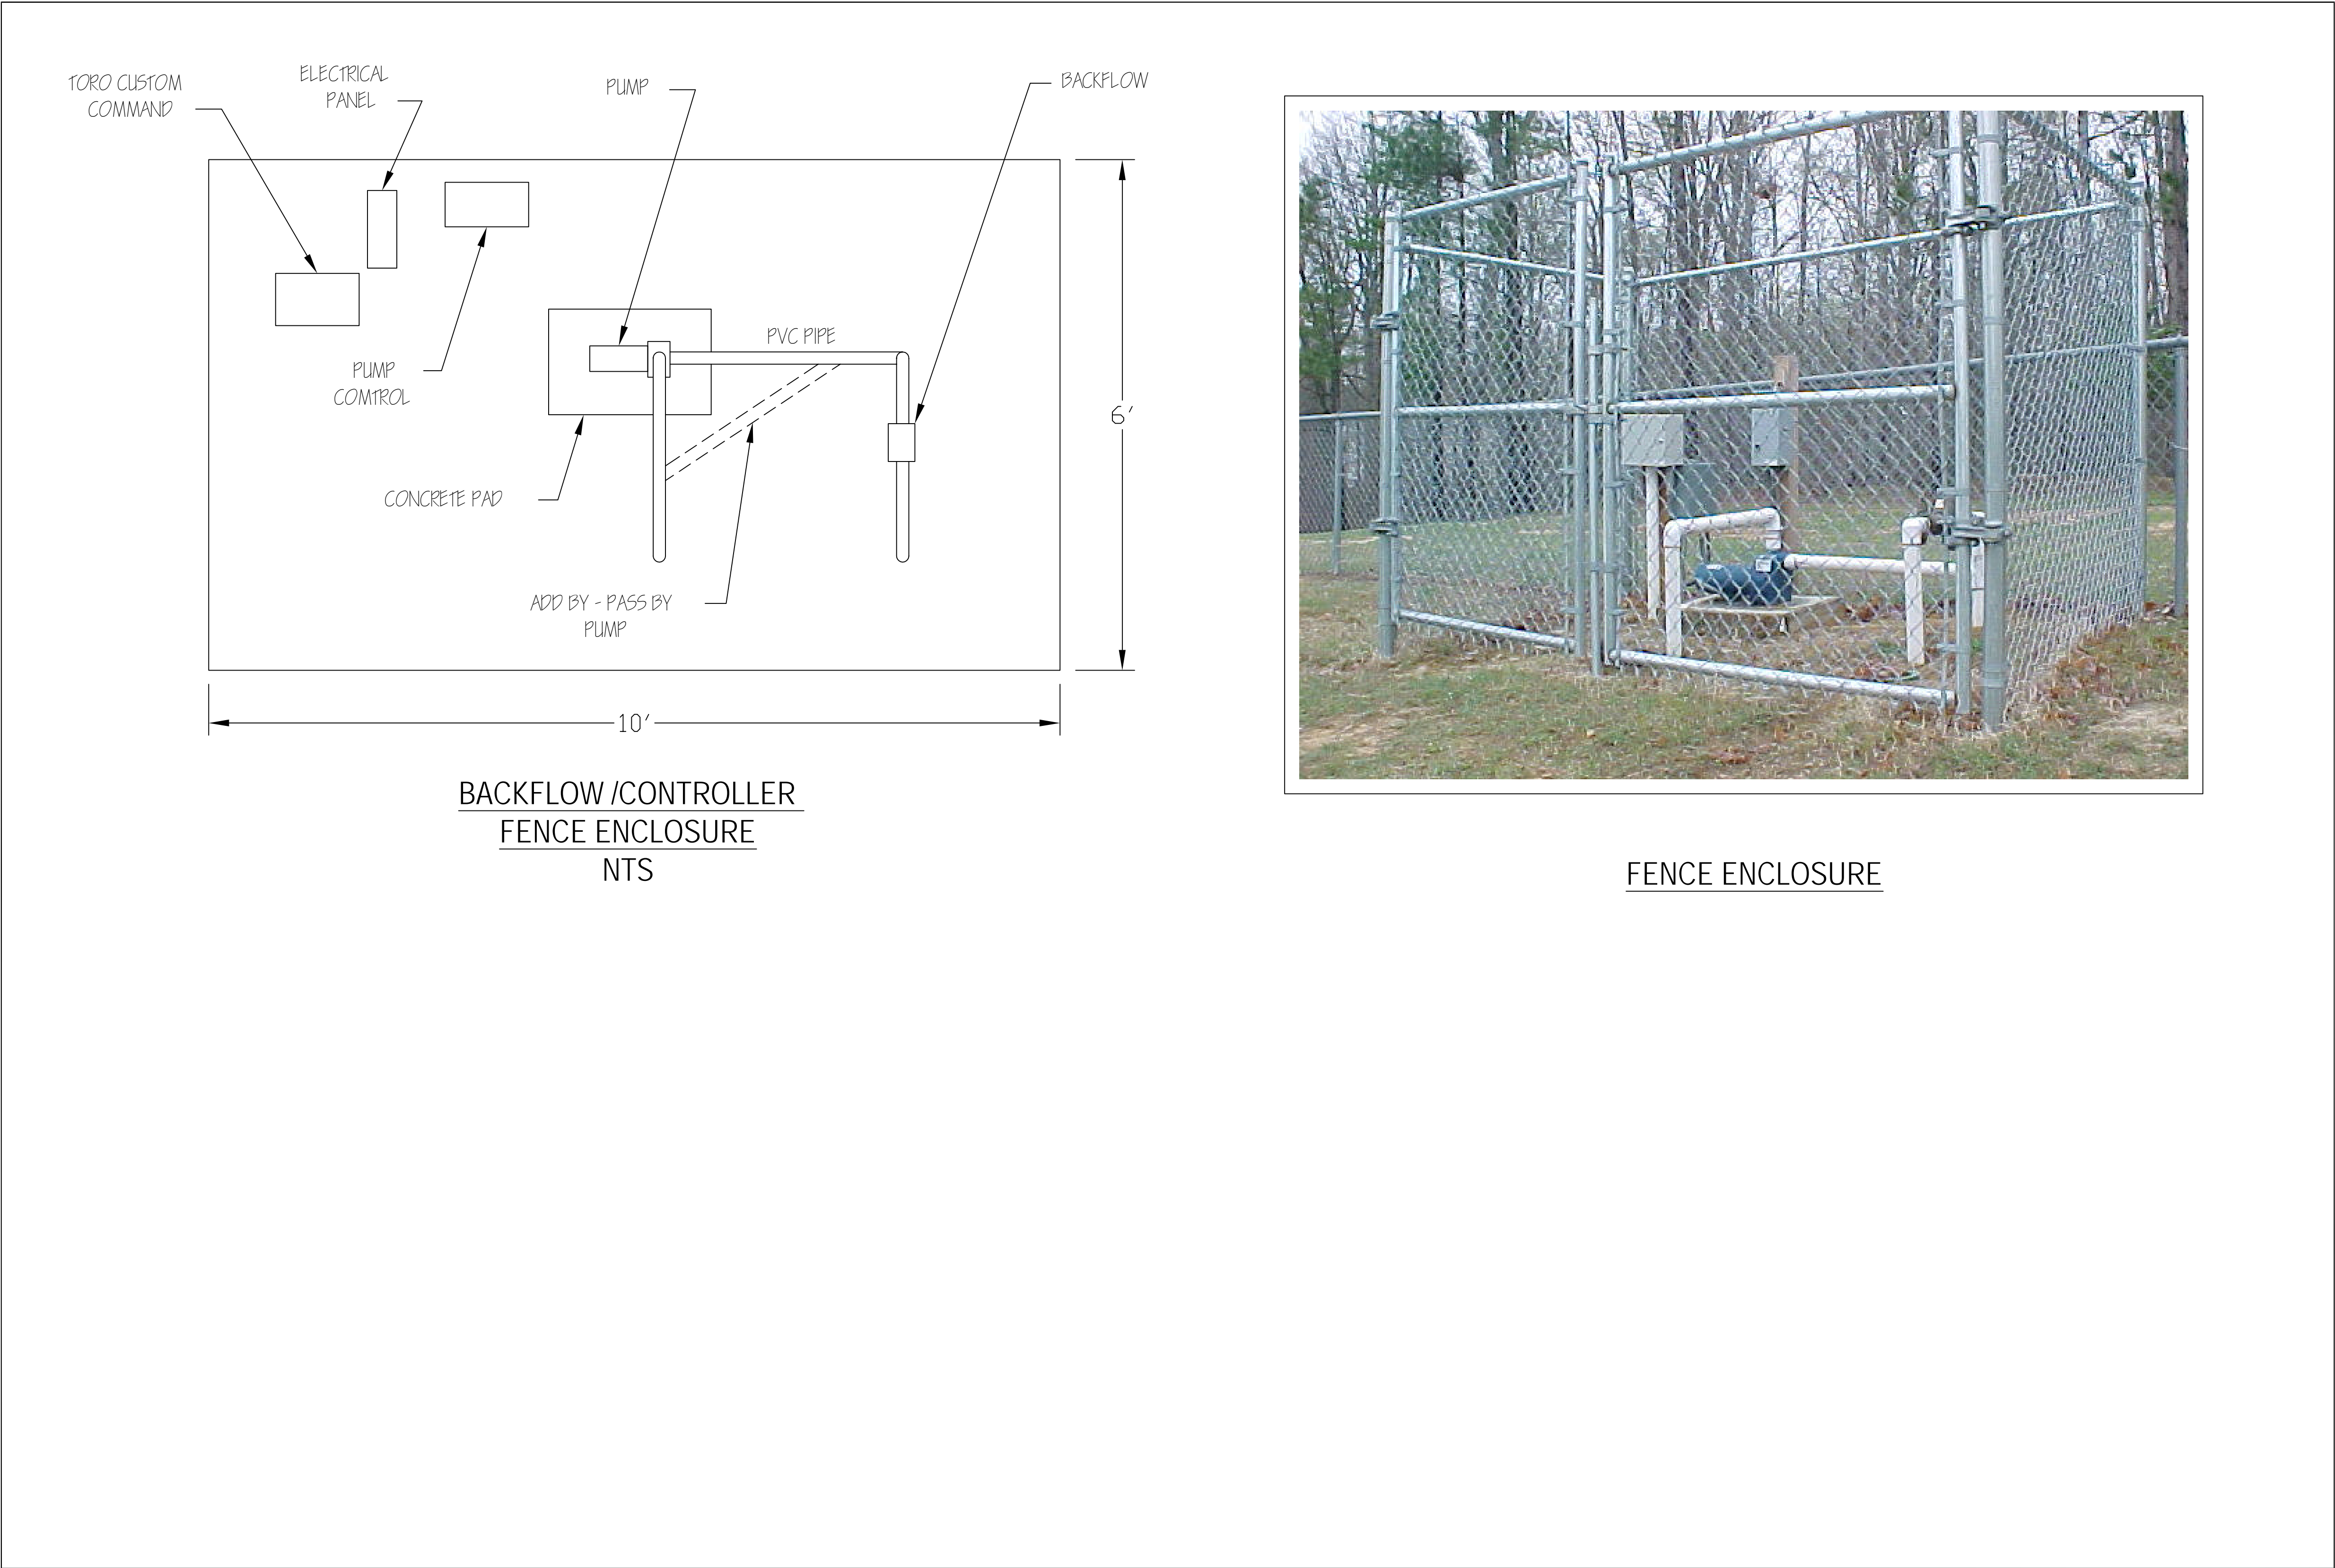 TORO CUSTOM
COMMAND
ELECTRICAL
PANEL
PUMP
BACKFLOW
PVC PIPE
PUMP
COMTROL
6'
CONCRETE PAD
ADD BY - PASS BY
PUMP
10'
BACKFLOW /CONTROLLER
FENCE ENCLOSURE
NTS
FENCE ENCLOSURE